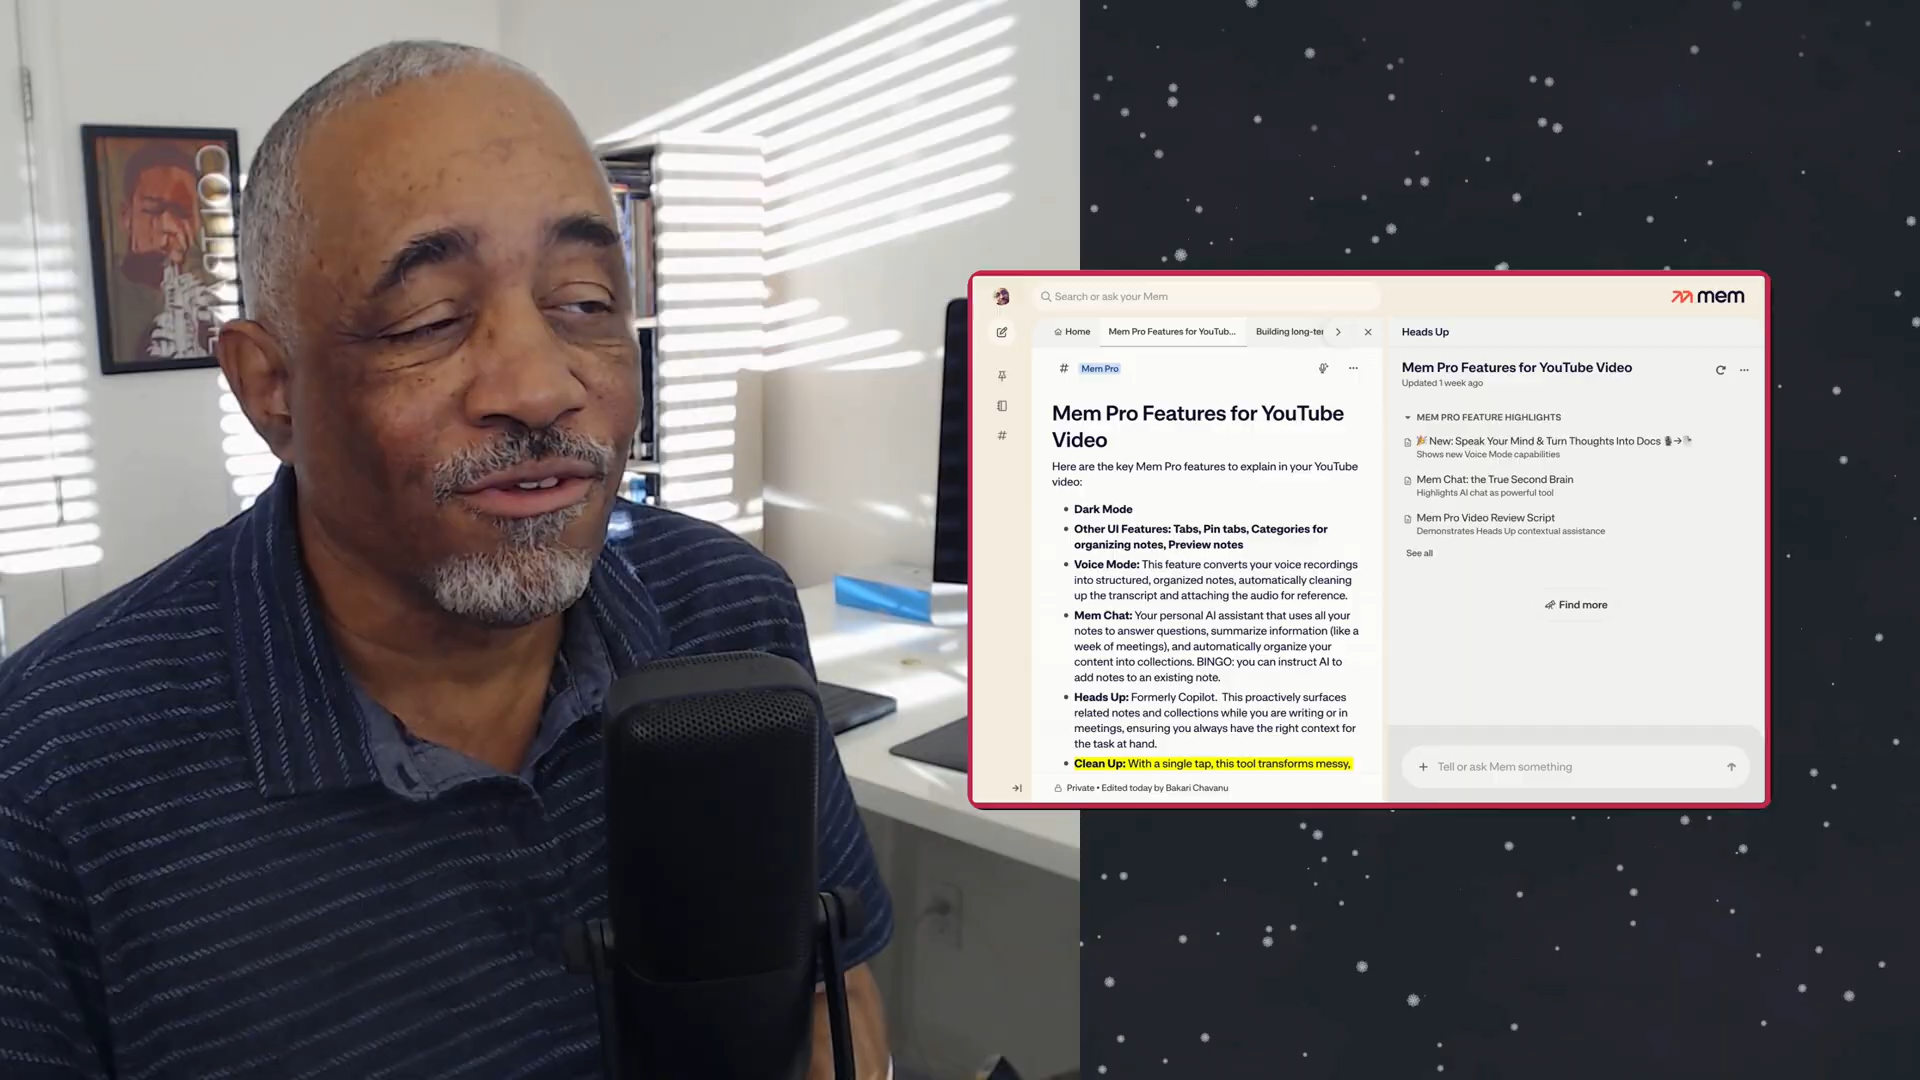 COLTRANE
Search or ask your Mem
mem
Home
Mem Pro Features for YouTub...
Building long-ter
Heads Up
# Mem Pro
Mem Pro Features for YouTube
Video
Here are the key Mem Pro features to explain in your YouTube
video:
• Dark Mode
• Other UI Features: Tabs, Pin tabs, Categories for
organizing notes, Preview notes
• Voice Mode: This feature converts your voice recordings
into structured, organized notes, automatically cleaning
up the transcript and attaching the audio for reference.
• Mem Chat: Your personal AI assistant that uses all your
notes to answer questions, summarize information (like a
week of meetings), and automatically organize your
content into collections. BINGO: you can instruct AI to
add notes to an existing note.
• Heads Up: Formerly Copilot. This proactively surfaces
related notes and collections while you are writing or in
meetings, ensuring you always have the right context for
the task at hand.
• Clean Up: With a single tap, this tool transforms messy,
Private • Edited today by Bakari Chavanu
Mem Pro Features for YouTube Video
Updated 1 week ago
MEM PRO FEATURE HIGHLIGHTS
🎉 New: Speak Your Mind & Turn Thoughts Into Docs 🎙️→📝
Shows new Voice Mode capabilities
Mem Chat: the True Second Brain
Highlights AI chat as powerful tool
Mem Pro Video Review Script
Demonstrates Heads Up contextual assistance
See all
Find more
+ Tell or ask Mem something